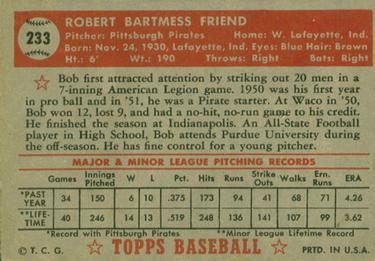 233
ROBERT BARTMESS FRIEND
Pitcher: Pittsburgh Pirates Home: W. Lafayette, Ind.
Born: Nov. 24, 1930, Lafayette, Ind. Eyes: Blue Hair: Brown
Ht.: 6' Wt.: 190 Throws: Right Bats: Right
Bob first attracted attention by striking out 20 men in a
7-inning American Legion game. 1950 was his first year
in pro ball and in '51, he was a Pirate starter. At Waco in '50,
Bob won 12, lost 9, and had a no-hit, no-run game to his credit.
He finished the season at Indianapolis. An All-State Football
player in High School, Bob attends Purdue University during
the off-season. He has fine control for a young pitcher.
MAJOR & MINOR LEAGUE PITCHING RECORDS
Games Innings Pitched W L Pct. Hits Runs Strike Outs Walks Ern. Runs ERA
*PAST YEAR 34 150 6 10 .375 173 94 41 68 71 4.26
**LIFE-TIME 40 246 14 13 .519 248 136 67 106 99 3.62
*Record with Pittsburgh Pirates **Minor League Lifetime Record
© T. C. G. TOPPS BASEBALL PRTD. IN U.S.A.